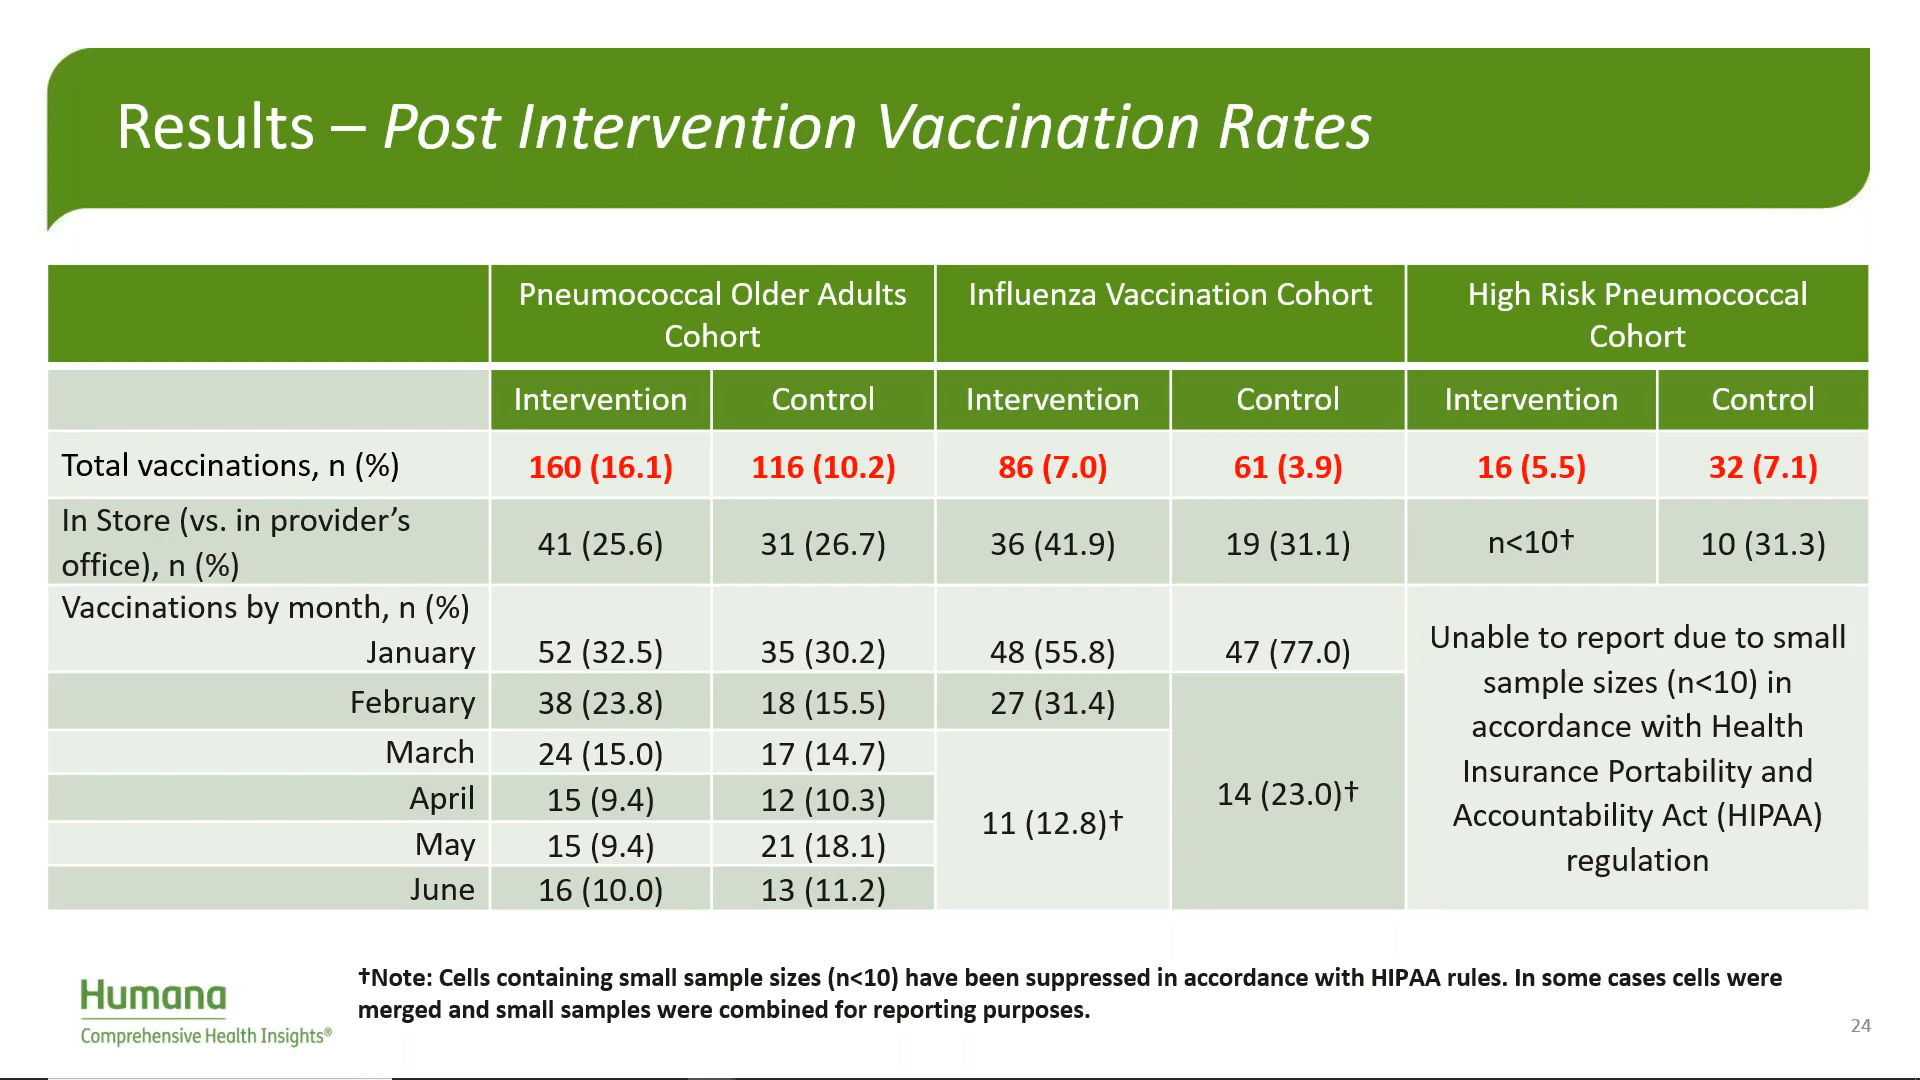 Results – Post Intervention Vaccination Rates
Pneumococcal Older Adults Cohort
Influenza Vaccination Cohort
High Risk Pneumococcal Cohort
Intervention Control Intervention Control Intervention Control
Total vaccinations, n (%) 160 (16.1) 116 (10.2) 86 (7.0) 61 (3.9) 16 (5.5) 32 (7.1)
In Store (vs. in provider’s office), n (%) 41 (25.6) 31 (26.7) 36 (41.9) 19 (31.1) n<10† 10 (31.3)
Vaccinations by month, n (%)
January 52 (32.5) 35 (30.2) 48 (55.8) 47 (77.0)
February 38 (23.8) 18 (15.5) 27 (31.4)
March 24 (15.0) 17 (14.7)
April 15 (9.4) 12 (10.3)
May 15 (9.4) 21 (18.1)
June 16 (10.0) 13 (11.2)
11 (12.8)†
14 (23.0)†
Unable to report due to small
sample sizes (n<10) in
accordance with Health
Insurance Portability and
Accountability Act (HIPAA)
regulation
†Note: Cells containing small sample sizes (n<10) have been suppressed in accordance with HIPAA rules. In some cases cells were
merged and small samples were combined for reporting purposes.
Humana
Comprehensive Health Insights®
24